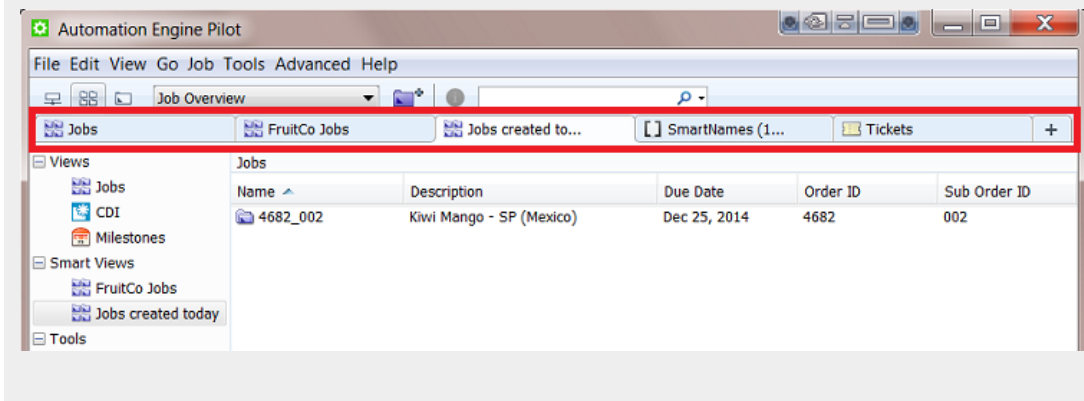 Automation Engine Pilot
File Edit View Go Job Tools Advanced Help
Job Overview
Jobs FruitCo Jobs Jobs created to... [ ] SmartNames (1... Tickets +
Views Jobs
Jobs Name Description Due Date Order ID Sub Order ID
CDI 4682_002 Kiwi Mango - SP (Mexico) Dec 25, 2014 4682 002
Milestones
Smart Views
FruitCo Jobs
Jobs created today
Tools